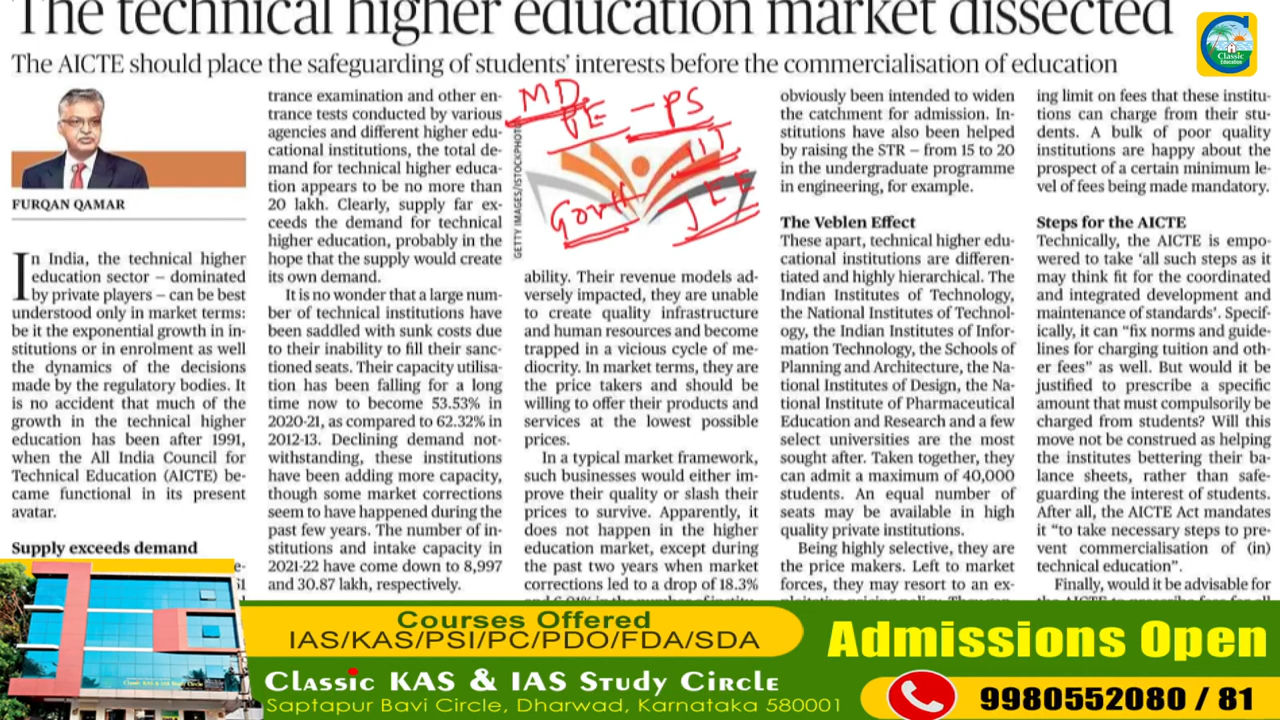 The technical higher education market dissected
The AICTE should place the safeguarding of students' interests before the commercialisation of education
Classic
Education
FURQAN QAMAR
In India, the technical higher
education sector – dominated
by private players – can be best
understood only in market terms:
be it the exponential growth in in-
stitutions or in enrolment as well
the dynamics of the decisions
made by the regulatory bodies. It
is no accident that much of the
growth in the technical higher
education has been after 1991,
when the All India Council for
Technical Education (AICTE) be-
came functional in its present
avatar.
Supply exceeds demand
trance examination and other en-
trance tests conducted by various
agencies and different higher edu-
cational institutions, the total de-
mand for technical higher educa-
tion appears to be no more than
20 lakh. Clearly, supply far ex-
ceeds the demand for technical
higher education, probably in the
hope that the supply would create
its own demand.
It is no wonder that a large num-
ber of technical institutions have
been saddled with sunk costs due
to their inability to fill their sanc-
tioned seats. Their capacity utilisa-
tion has been falling for a long
time now to become 53.53% in
2020-21, as compared to 62.32% in
2012-13. Declining demand not-
withstanding, these institutions
have been adding more capacity,
though some market corrections
seem to have happened during the
past few years. The number of in-
stitutions and intake capacity in
2021-22 have come down to 8,997
and 30.87 lakh, respectively.
MD
PE – PS
IIT
Govt
JEE
GETTY IMAGES/ISTOCKPHOTO
ability. Their revenue models ad-
versely impacted, they are unable
to create quality infrastructure
and human resources and become
trapped in a vicious cycle of me-
diocrity. In market terms, they are
the price takers and should be
willing to offer their products and
services at the lowest possible
prices.
In a typical market framework,
such businesses would either im-
prove their quality or slash their
prices to survive. Apparently, it
does not happen in the higher
education market, except during
the past two years when market
corrections led to a drop of 18.3%
obviously been intended to widen
the catchment for admission. In-
stitutions have also been helped
by raising the STR – from 15 to 20
in the undergraduate programme
in engineering, for example.
The Veblen Effect
These apart, technical higher edu-
cational institutions are differen-
tiated and highly hierarchical. The
Indian Institutes of Technology,
the National Institutes of Technol-
ogy, the Indian Institutes of Infor-
mation Technology, the Schools of
Planning and Architecture, the Na-
tional Institutes of Design, the Na-
tional Institute of Pharmaceutical
Education and Research and a few
select universities are the most
sought after. Taken together, they
can admit a maximum of 40,000
students. An equal number of
seats may be available in high
quality private institutions.
Being highly selective, they are
the price makers. Left to market
forces, they may resort to an ex-
ing limit on fees that these institu-
tions can charge from their stu-
dents. A bulk of poor quality
institutions are happy about the
prospect of a certain minimum le-
vel of fees being made mandatory.
Steps for the AICTE
Technically, the AICTE is empo-
wered to take 'all such steps as it
may think fit for the coordinated
and integrated development and
maintenance of standards'. Specif-
ically, it can "fix norms and guide-
lines for charging tuition and oth-
er fees" as well. But would it be
justified to prescribe a specific
amount that must compulsorily be
charged from students? Will this
move not be construed as helping
the institutes bettering their ba-
lance sheets, rather than safe-
guarding the interest of students.
After all, the AICTE Act mandates
it "to take necessary steps to pre-
vent commercialisation of (in)
technical education".
Finally, would it be advisable for
Courses Offered
IAS/KAS/PSI/PC/PDO/FDA/SDA
Classic KAS & IAS Study Circle
Saptapur Bavi Circle, Dharwad, Karnataka 580001
Admissions Open
9980552080 / 81